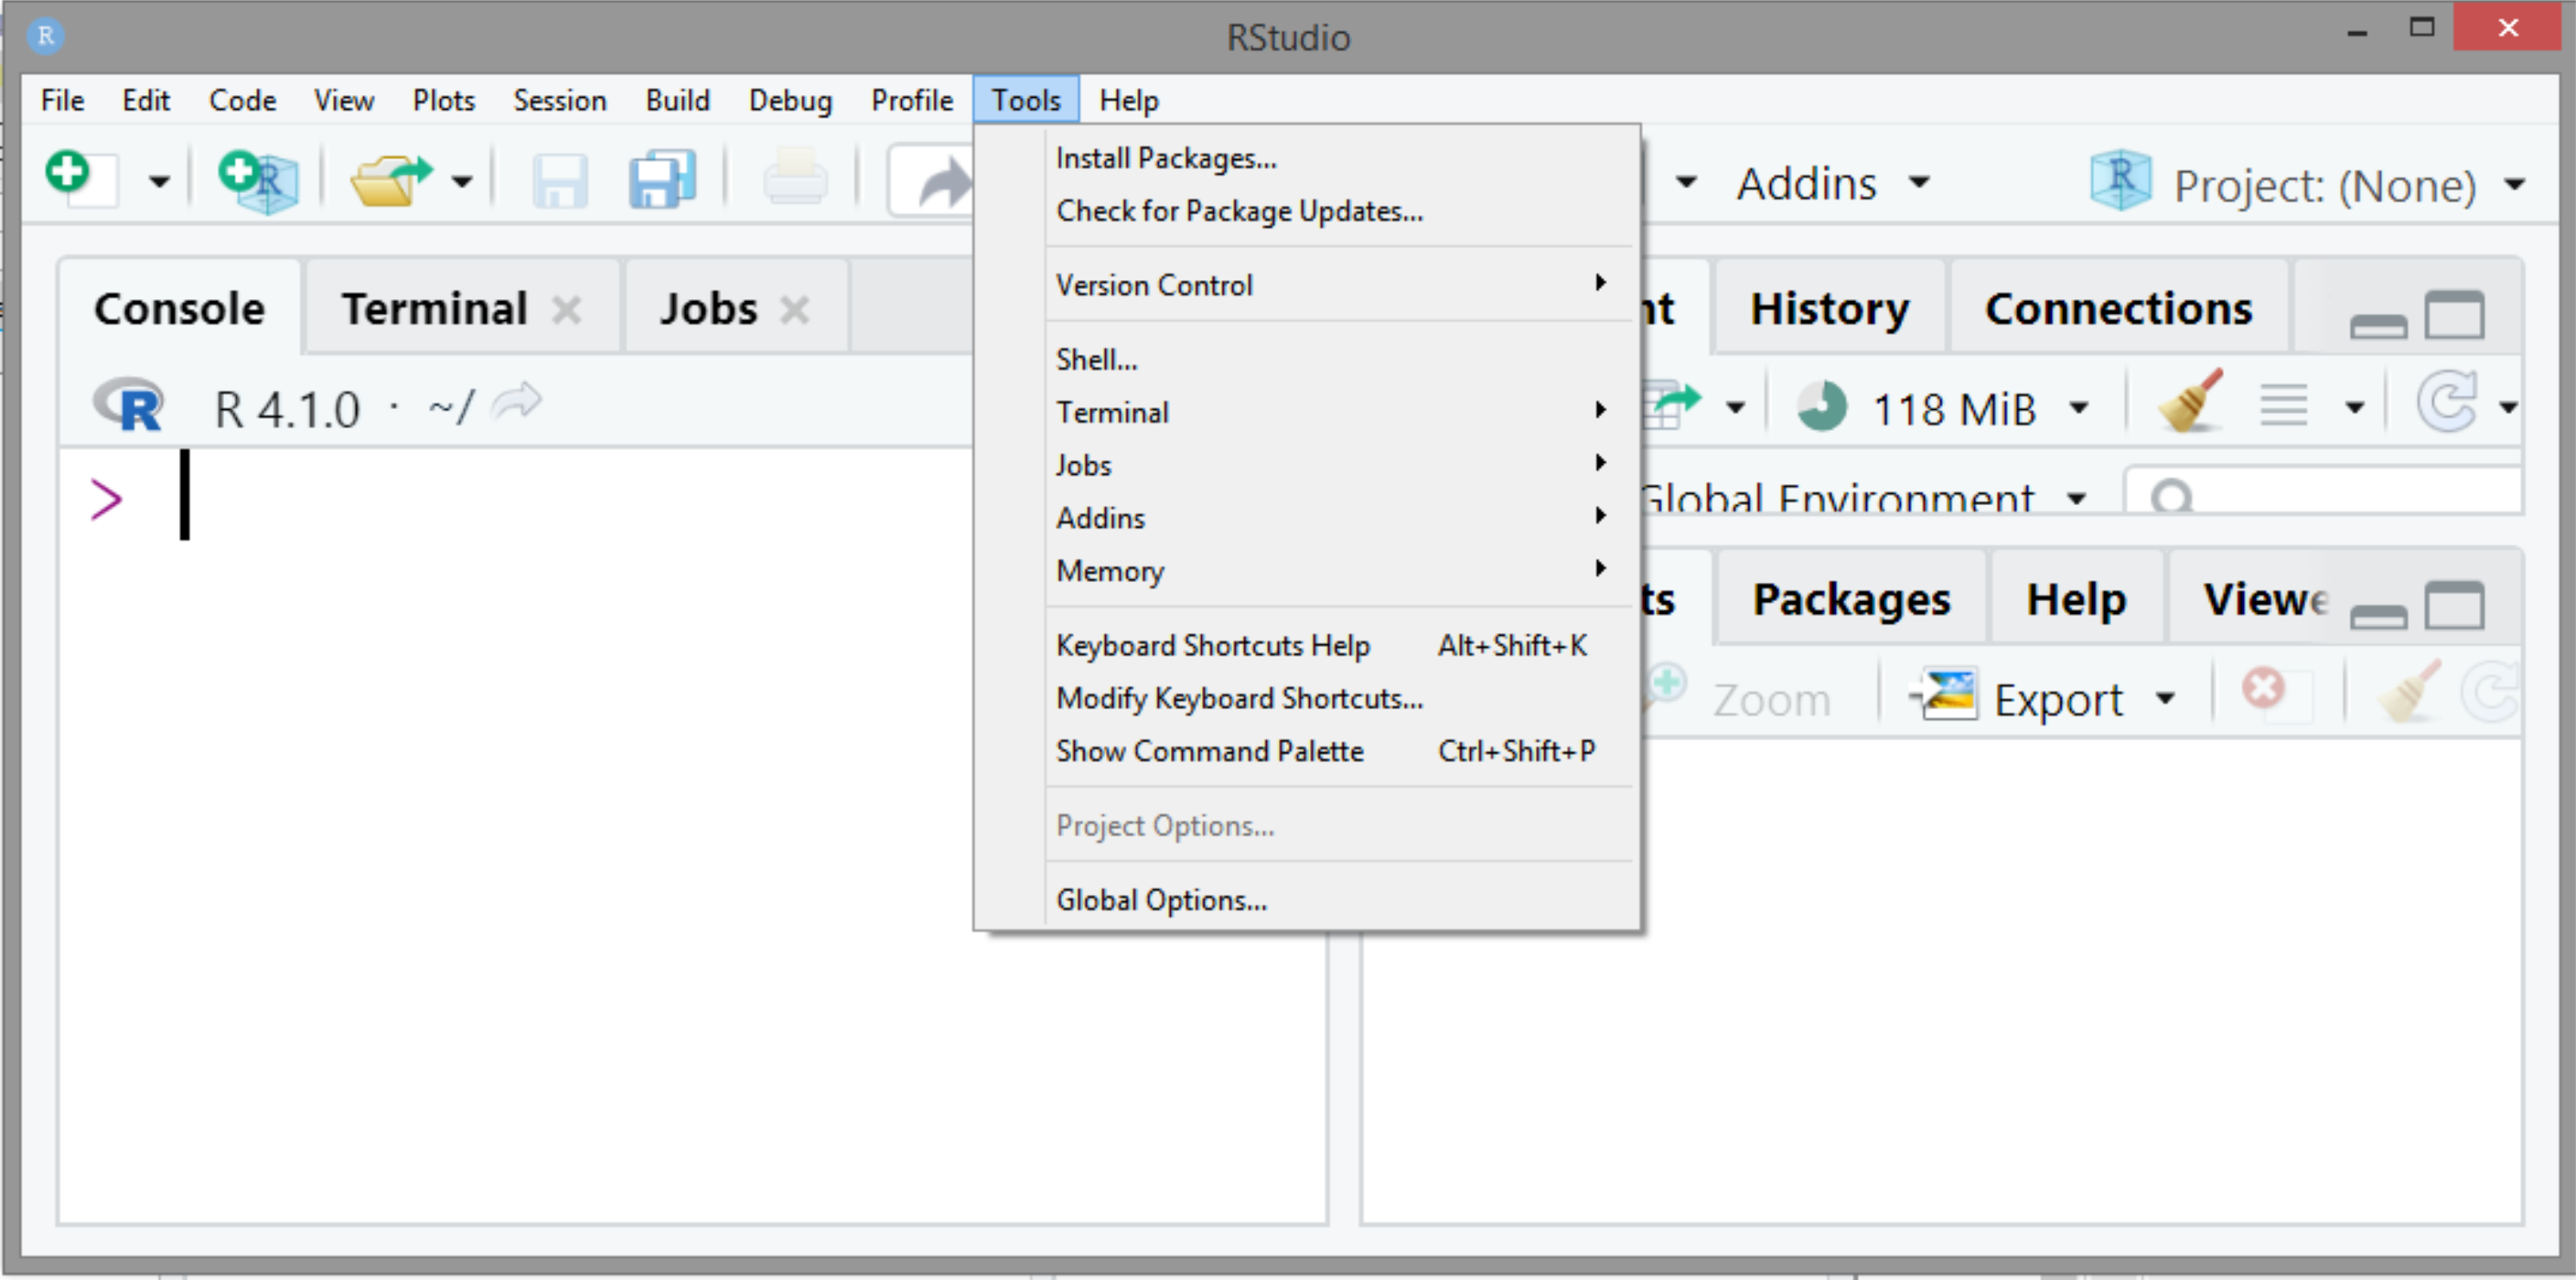 R
RStudio
File Edit Code View Plots Session Build Debug Profile Tools Help
R
Addins
R Project: (None)
Install Packages...
Check for Package Updates...
Version Control
Shell...
Terminal
Jobs
Addins
Memory
Keyboard Shortcuts Help Alt+Shift+K
Modify Keyboard Shortcuts...
Show Command Palette Ctrl+Shift+P
Project Options...
Global Options...
Console Terminal Jobs
R R 4.1.0 · ~/
>
nt History Connections
118 MiB
Global Environment
ts Packages Help Viewe
Zoom Export